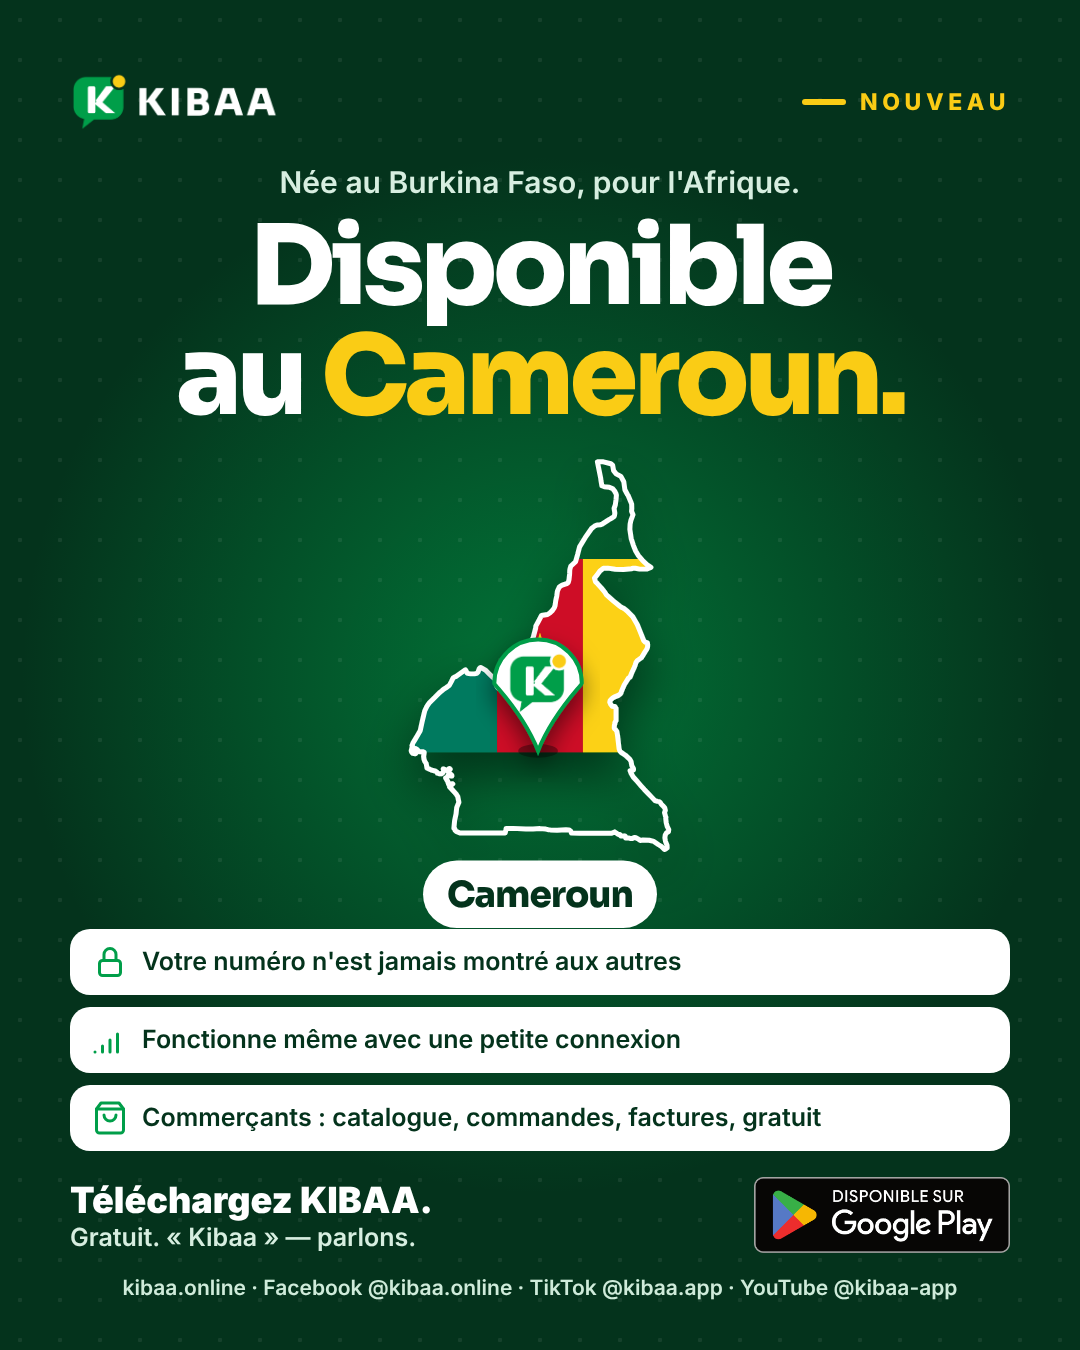 KIBAA
NOUVEAU
Née au Burkina Faso, pour l'Afrique.
Disponible
au Cameroun.
Cameroun
Votre numéro n'est jamais montré aux autres
Fonctionne même avec une petite connexion
Commerçants : catalogue, commandes, factures, gratuit
Téléchargez KIBAA.
Gratuit. « Kibaa » — parlons.
DISPONIBLE SUR
Google Play
kibaa.online · Facebook @kibaa.online · TikTok @kibaa.app · YouTube @kibaa-app